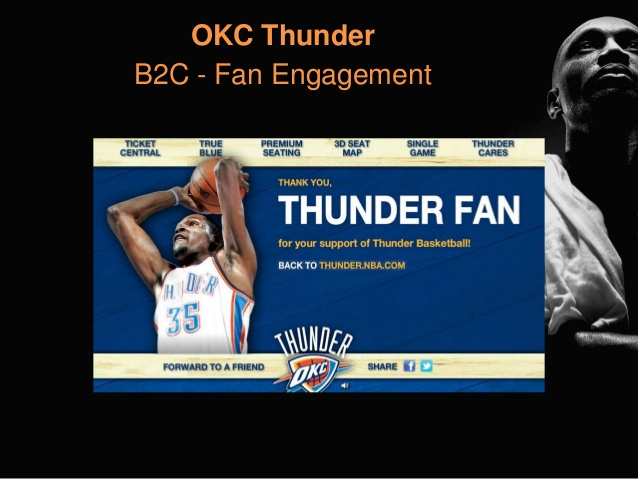 OKC Thunder
B2C - Fan Engagement
TICKET CENTRAL
TRUE BLUE
PREMIUM SEATING
3D SEAT MAP
SINGLE GAME
THUNDER CARES
THANK YOU,
THUNDER FAN
for your support of Thunder Basketball!
BACK TO THUNDER.NBA.COM
THUNDER
35
THUNDER
OKC
FORWARD TO A FRIEND
SHARE